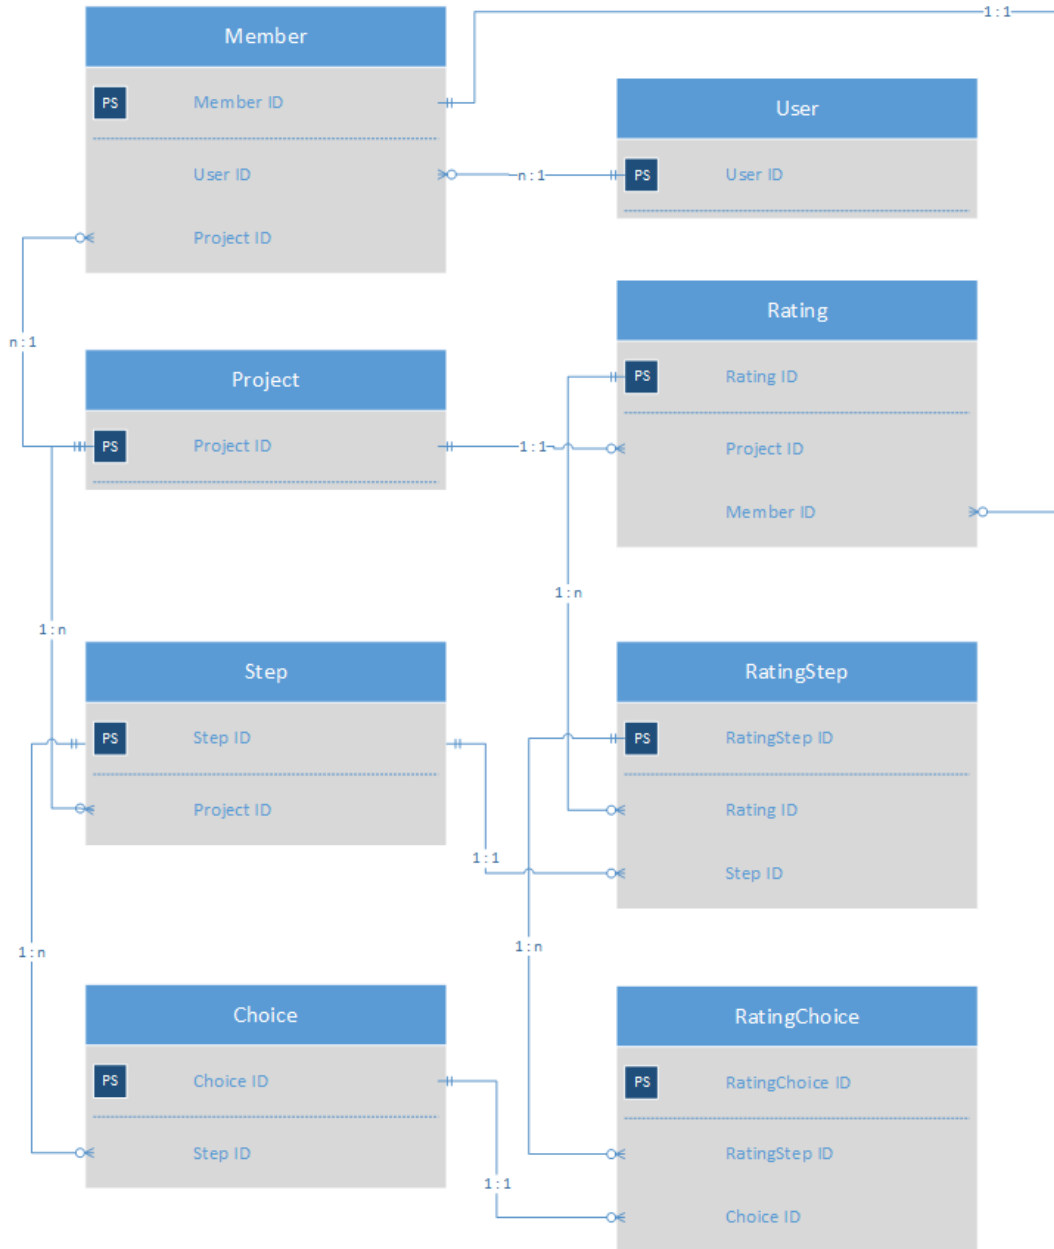 Member
1:1
PS Member ID
User ID
Project ID
n:1
User
PS User ID
n:1
Project
PS Project ID
1:1
Rating
PS Rating ID
Project ID
Member ID
1:n
1:n
Step
PS Step ID
Project ID
1:1
RatingStep
PS RatingStep ID
Rating ID
Step ID
1:n
1:n
Choice
PS Choice ID
Step ID
1:1
RatingChoice
PS RatingChoice ID
RatingStep ID
Choice ID